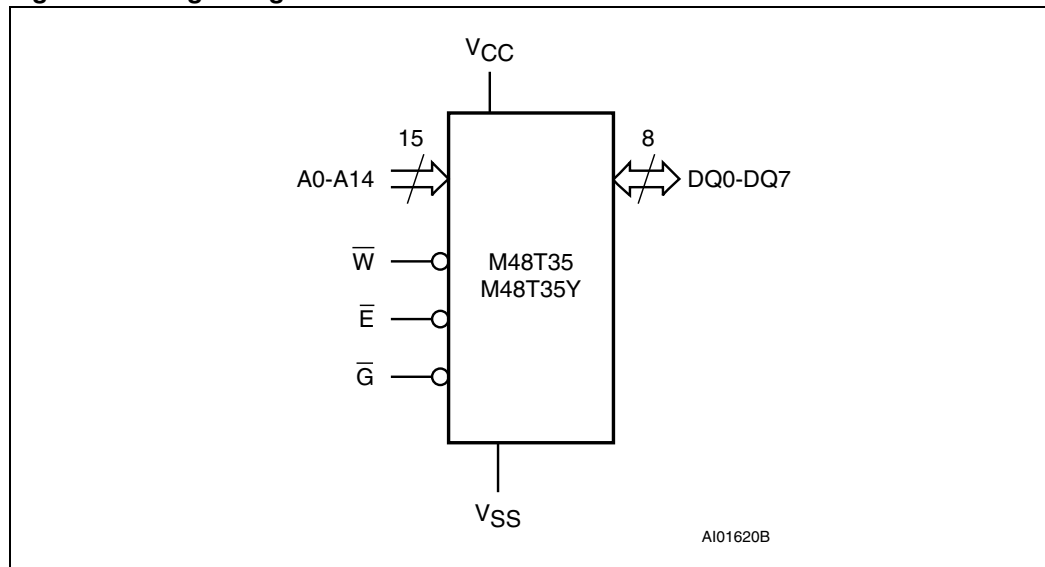 VCC
15
8
A0-A14
DQ0-DQ7
W̅
M48T35
M48T35Y
E̅
G̅
VSS
AI01620B